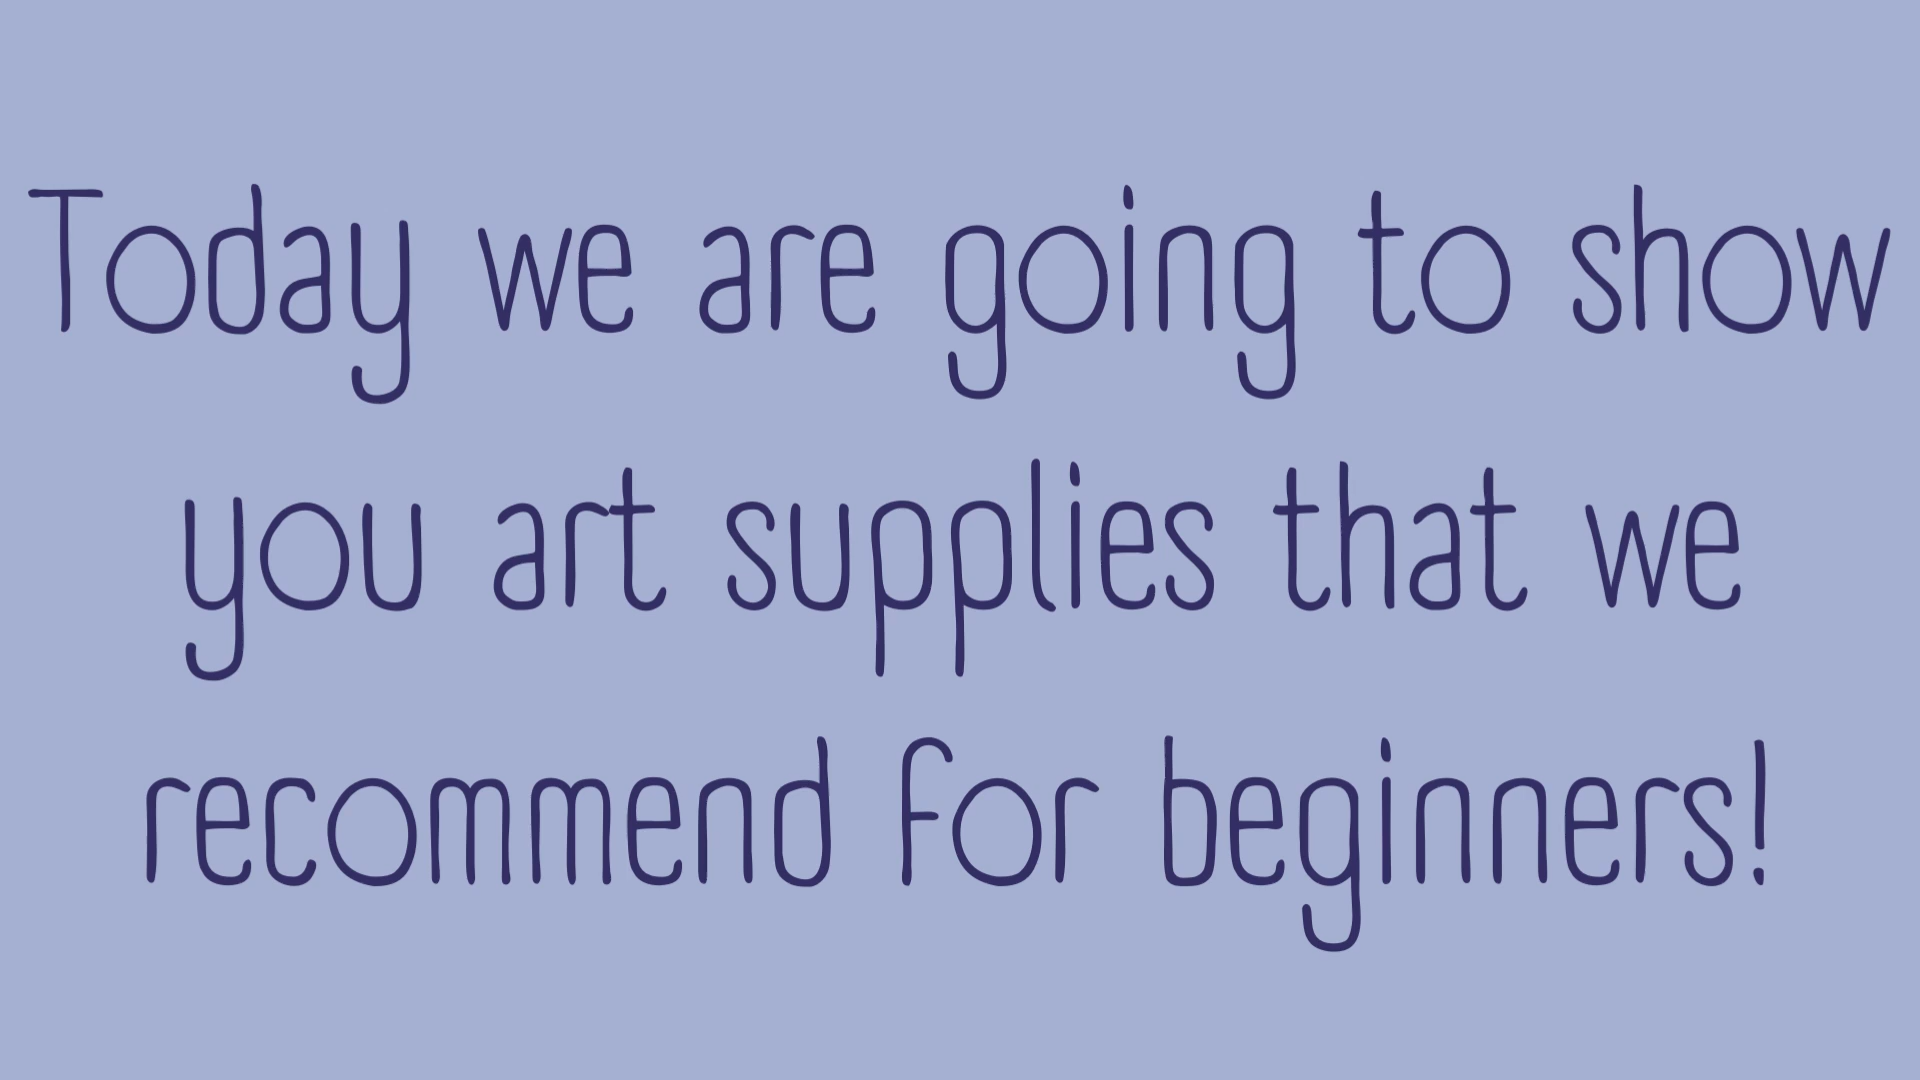 Today we are going to show
you art supplies that we
recommend for beginners!